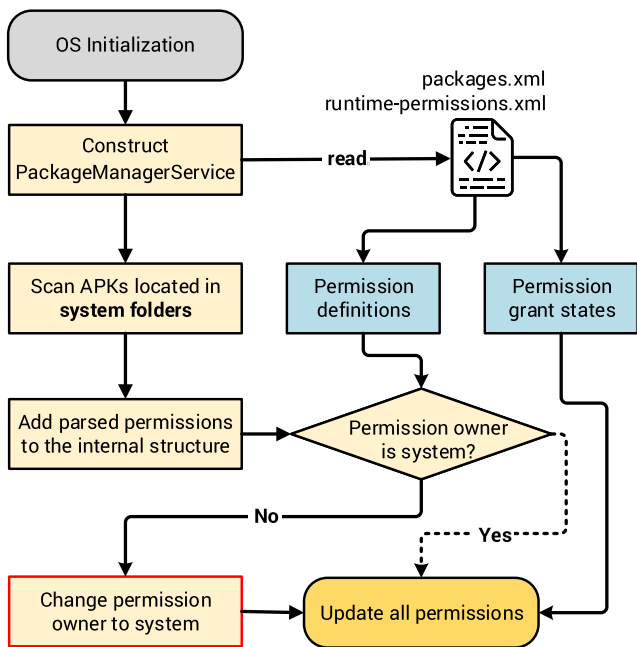 OS Initialization
packages.xml
runtime-permissions.xml
Construct
PackageManagerService
read
</>
Scan APKs located in
system folders
Permission
definitions
Permission
grant states
Add parsed permissions
to the internal structure
Permission owner
is system?
No
Yes
Change permission
owner to system
Update all permissions